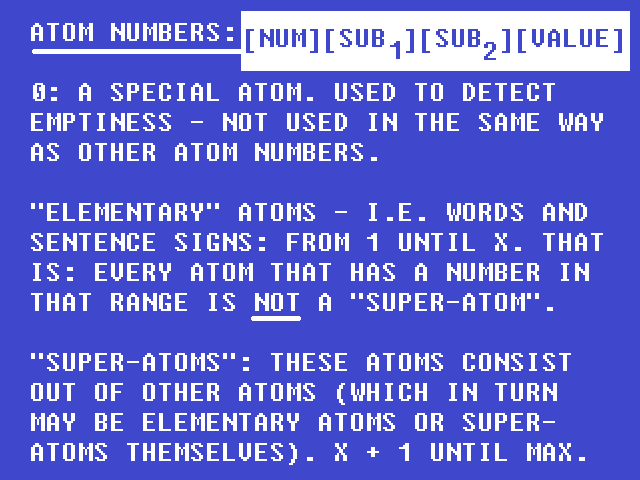 ATOM NUMBERS: [NUM][SUB1][SUB2][VALUE]
0: A SPECIAL ATOM. USED TO DETECT
EMPTINESS - NOT USED IN THE SAME WAY
AS OTHER ATOM NUMBERS.
"ELEMENTARY" ATOMS - I.E. WORDS AND
SENTENCE SIGNS: FROM 1 UNTIL X. THAT
IS: EVERY ATOM THAT HAS A NUMBER IN
THAT RANGE IS NOT A "SUPER-ATOM".
"SUPER-ATOMS": THESE ATOMS CONSIST
OUT OF OTHER ATOMS (WHICH IN TURN
MAY BE ELEMENTARY ATOMS OR SUPER-
ATOMS THEMSELVES). X + 1 UNTIL MAX.